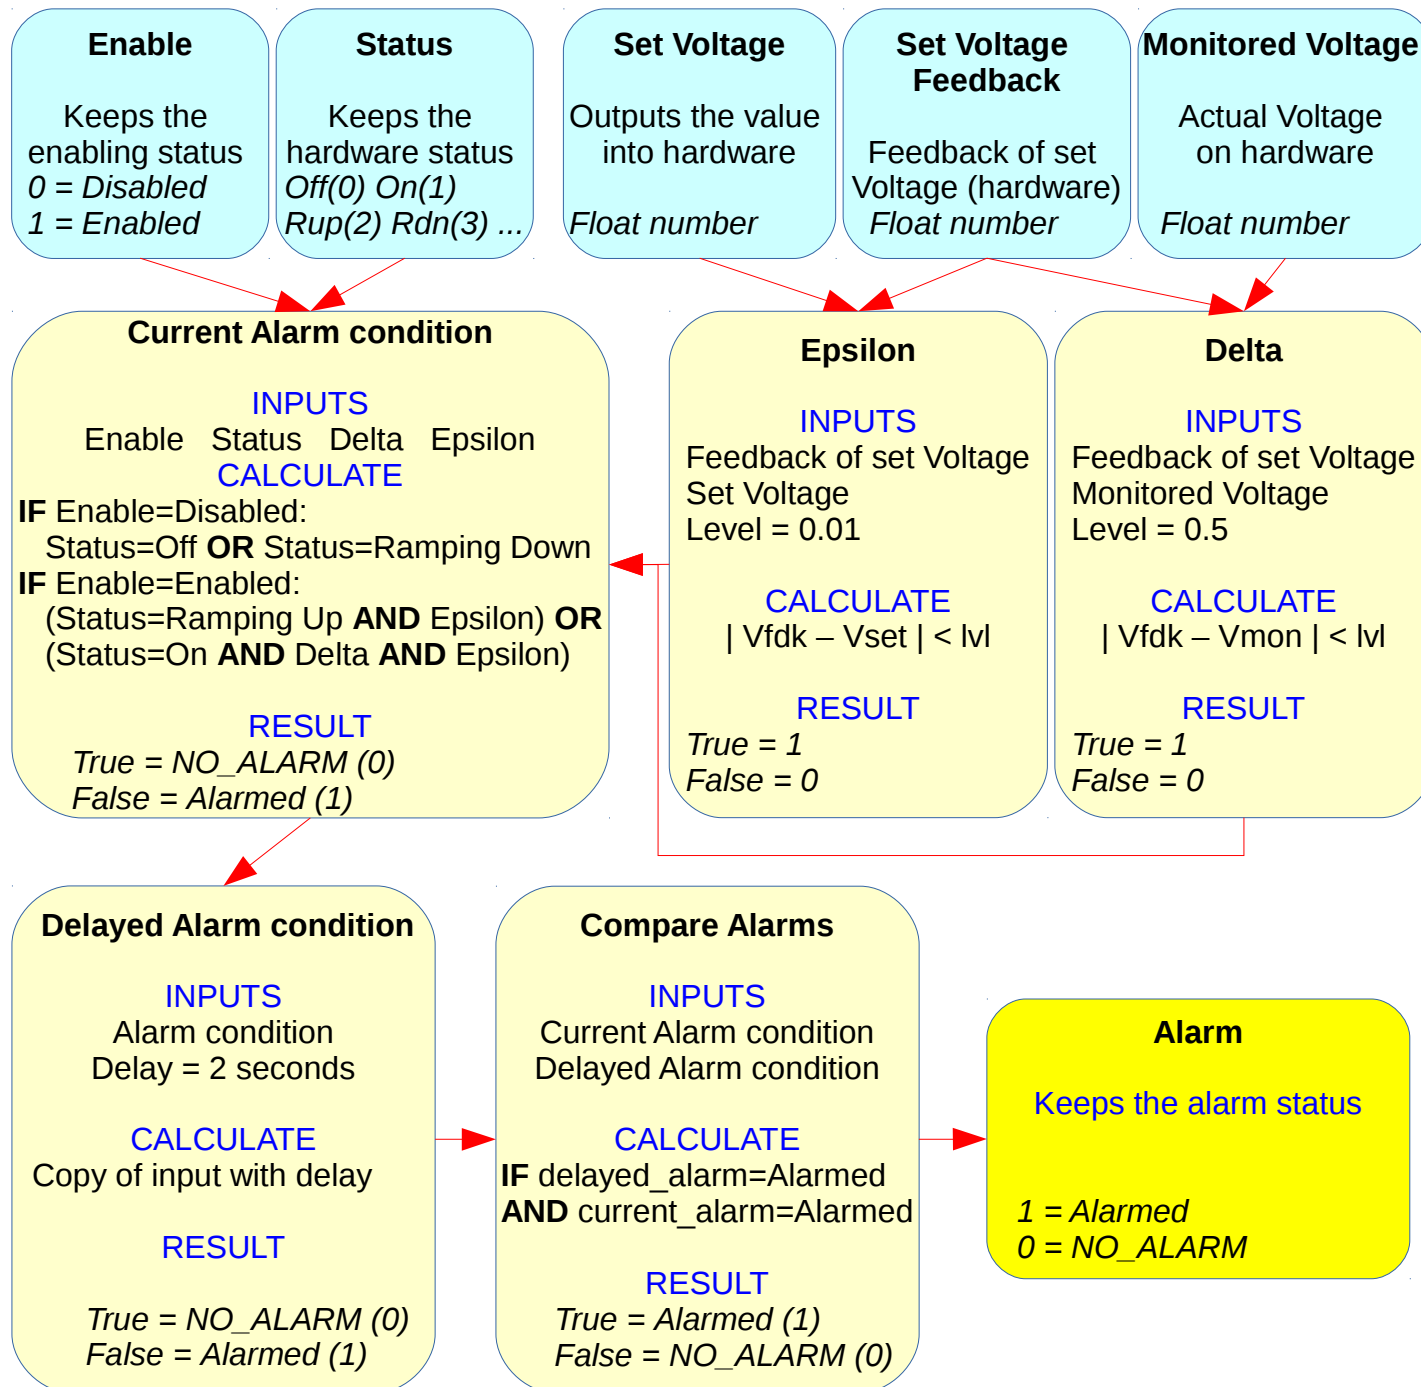 Enable
Keeps the
enabling status
0 = Disabled
1 = Enabled
Status
Keeps the
hardware status
Off(0) On(1)
Rup(2) Rdn(3) ...
Set Voltage
Outputs the value
into hardware
Float number
Set Voltage
Feedback
Feedback of set
Voltage (hardware)
Float number
Monitored Voltage
Actual Voltage
on hardware
Float number
Current Alarm condition
INPUTS
Enable Status Delta Epsilon
CALCULATE
IF Enable=Disabled:
Status=Off OR Status=Ramping Down
IF Enable=Enabled:
(Status=Ramping Up AND Epsilon) OR
(Status=On AND Delta AND Epsilon)
RESULT
True = NO_ALARM (0)
False = Alarmed (1)
Epsilon
INPUTS
Feedback of set Voltage
Set Voltage
Level = 0.01
CALCULATE
| Vfdk – Vset | < lvl
RESULT
True = 1
False = 0
Delta
INPUTS
Feedback of set Voltage
Monitored Voltage
Level = 0.5
CALCULATE
| Vfdk – Vmon | < lvl
RESULT
True = 1
False = 0
Delayed Alarm condition
INPUTS
Alarm condition
Delay = 2 seconds
CALCULATE
Copy of input with delay
RESULT
True = NO_ALARM (0)
False = Alarmed (1)
Compare Alarms
INPUTS
Current Alarm condition
Delayed Alarm condition
CALCULATE
IF delayed_alarm=Alarmed
AND current_alarm=Alarmed
RESULT
True = Alarmed (1)
False = NO_ALARM (0)
Alarm
Keeps the alarm status
1 = Alarmed
0 = NO_ALARM